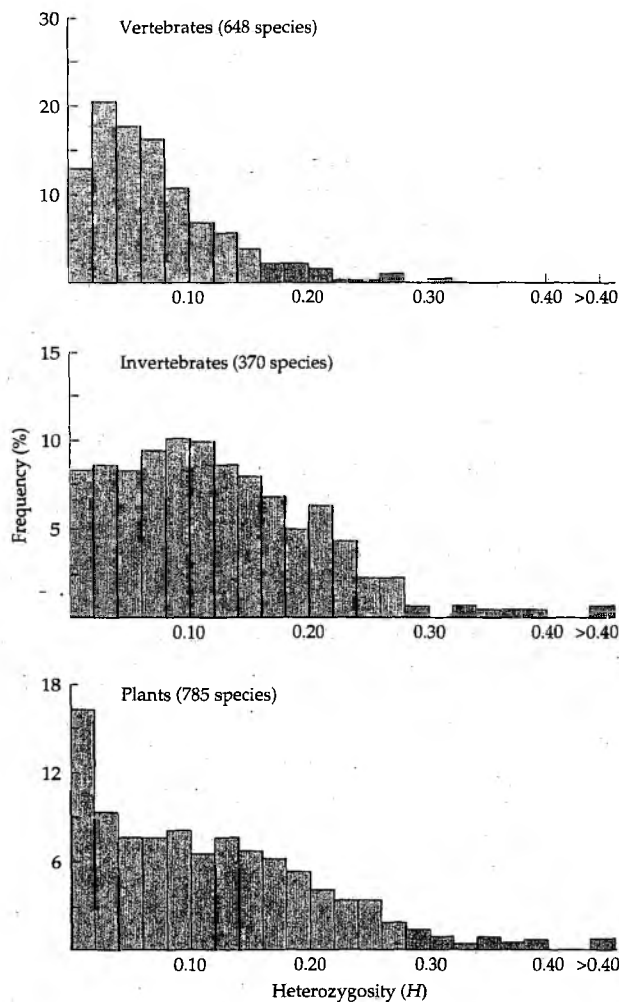 30
Vertebrates (648 species)
20
10
0.10 0.20 0.30 0.40 >0.40
15
Invertebrates (370 species)
10
Frequency (%)
5
0.10 0.20 0.30 0.40 >0.40
18
Plants (785 species)
12
6
0.10 0.20 0.30 0.40 >0.40
Heterozygosity (H)